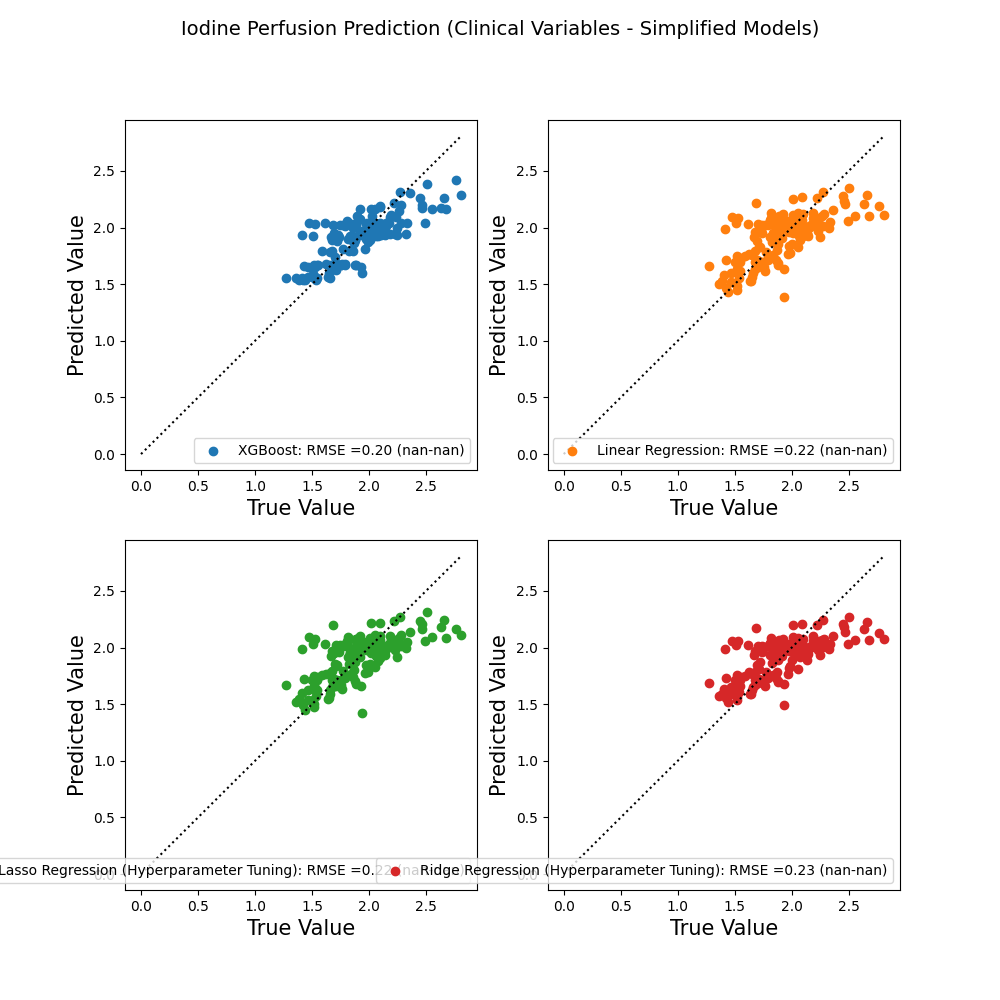 Iodine Perfusion Prediction (Clinical Variables - Simplified Models)
2.5
2.0
1.5
1.0
0.5
0.0
Predicted Value
XGBoost: RMSE =0.20 (nan-nan)
0.0 0.5 1.0 1.5 2.0 2.5
True Value
2.5
2.0
1.5
1.0
0.5
0.0
Predicted Value
Linear Regression: RMSE =0.22 (nan-nan)
0.0 0.5 1.0 1.5 2.0 2.5
True Value
2.5
2.0
1.5
1.0
0.5
0.0
Predicted Value
Lasso Regression (Hyperparameter Tuning): RMSE =0.22 (nan-nan)
0.0 0.5 1.0 1.5 2.0 2.5
True Value
2.5
2.0
1.5
1.0
0.5
0.0
Predicted Value
Ridge Regression (Hyperparameter Tuning): RMSE =0.23 (nan-nan)
0.0 0.5 1.0 1.5 2.0 2.5
True Value